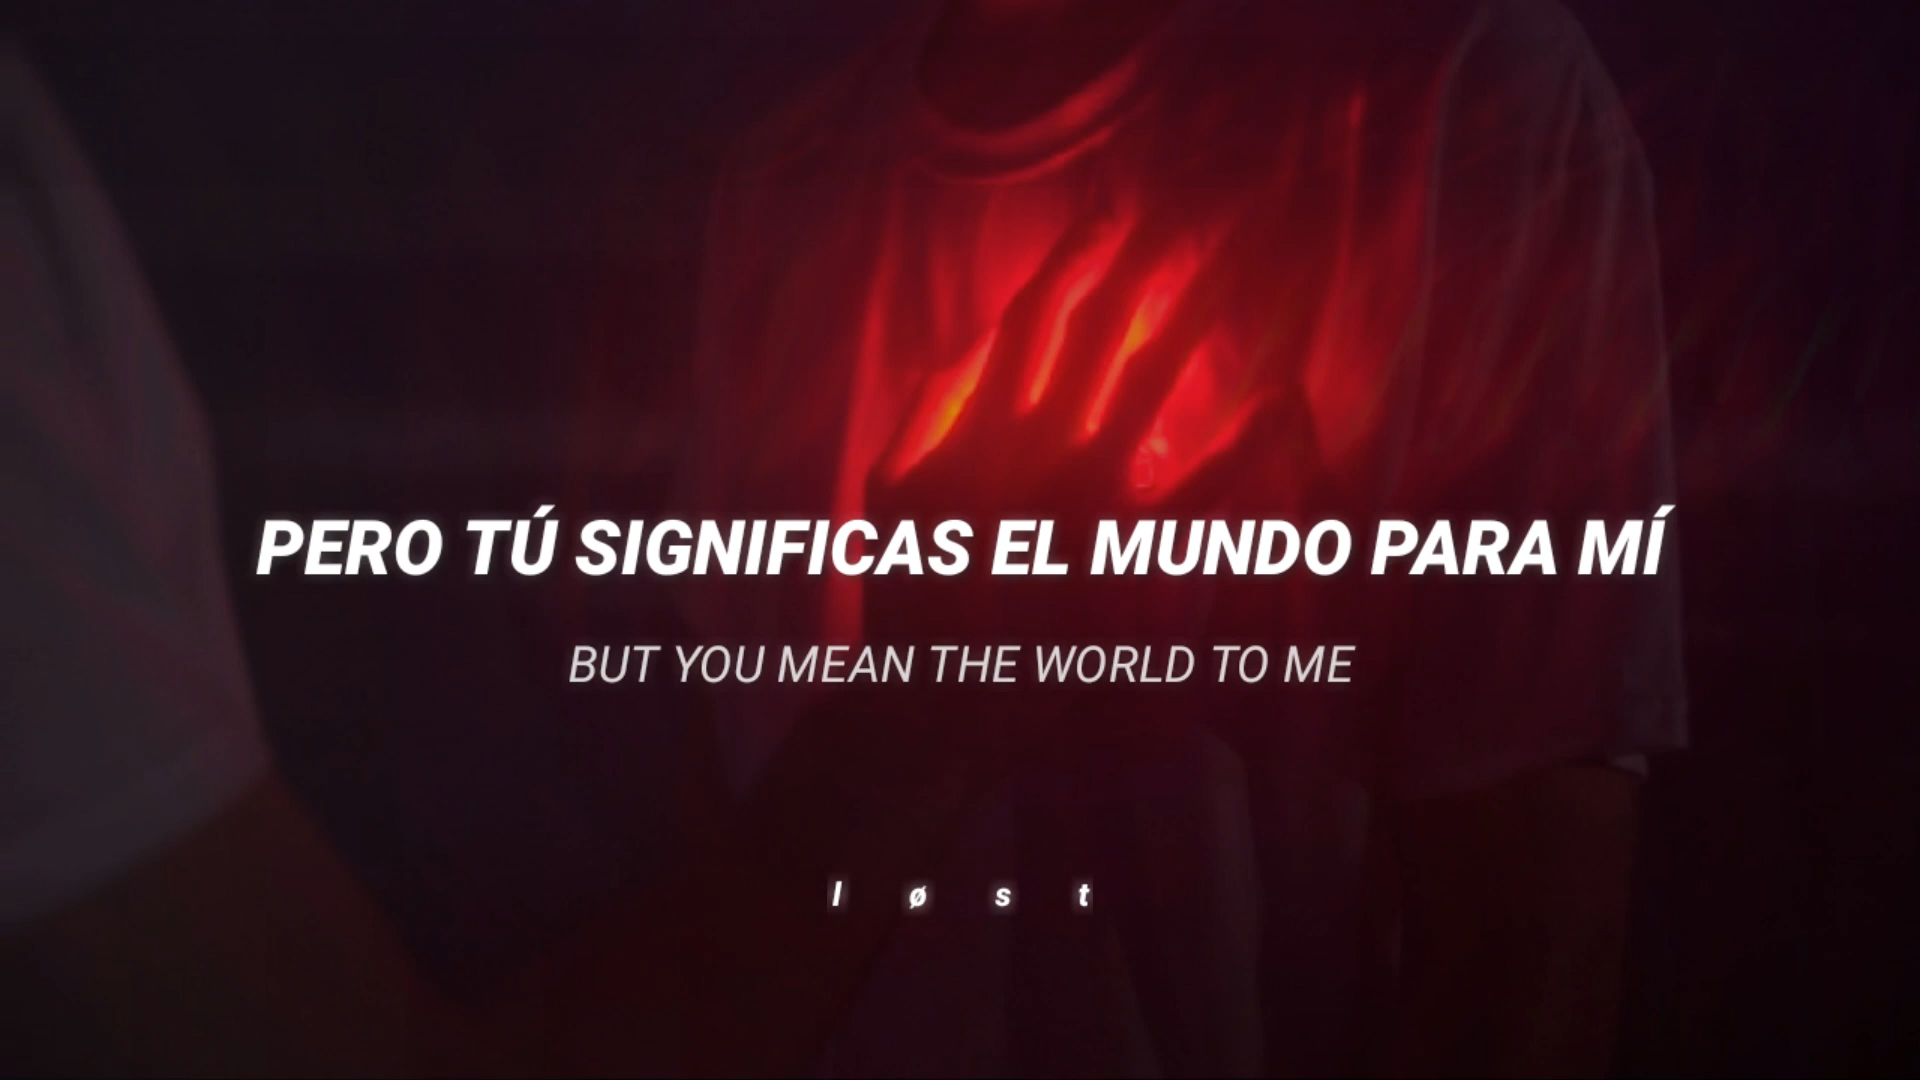 PERO TÚ SIGNIFICAS EL MUNDO PARA MÍ
BUT YOU MEAN THE WORLD TO ME
l ø s t